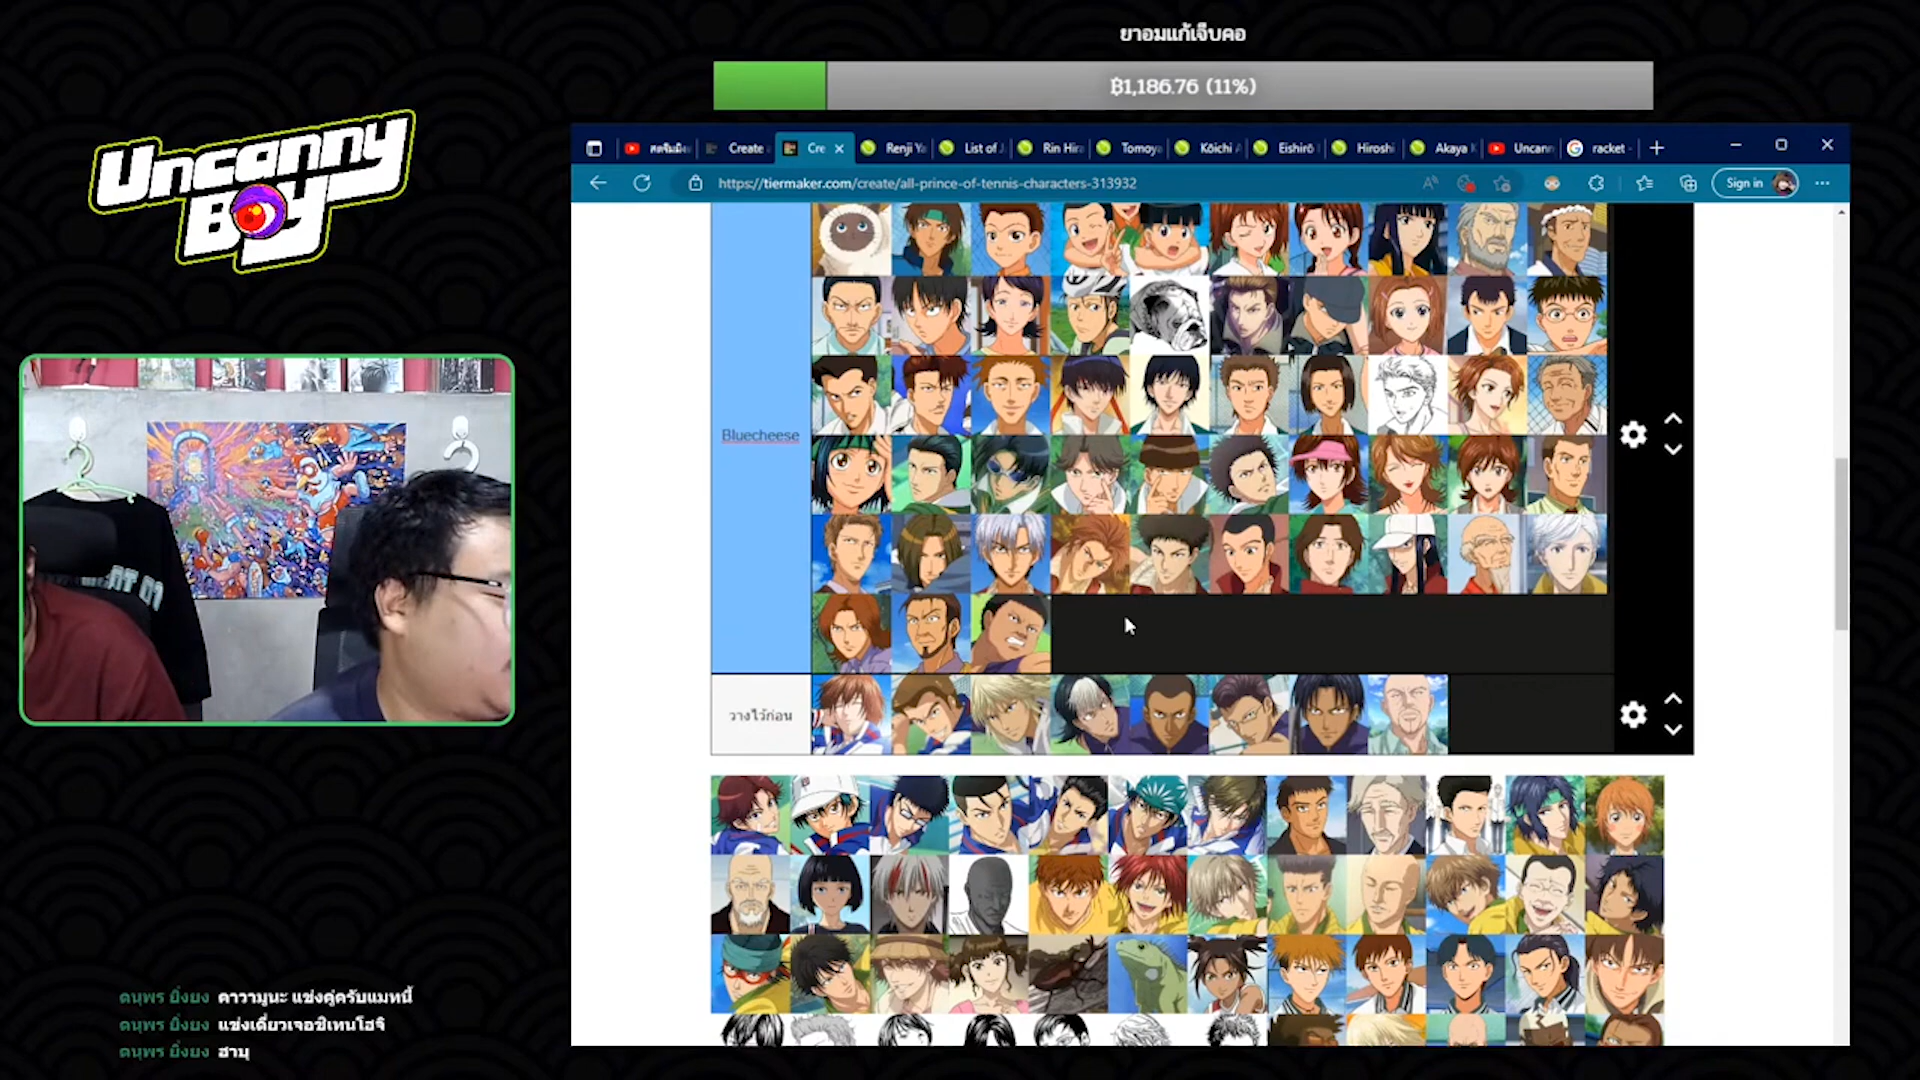 ยาอมแก้เจ็บคอ
฿1,186.76 (11%)
Uncanny
Boy
Create
Cre
Renji Ya
List of
Rin Hira
Tomoya
Kōichi
Eishirō
Hiroshi
Akaya
Uncann
racket -
https://tiermaker.com/create/all-prince-of-tennis-characters-313932
Sign in
Bluecheese
วางไว้ก่อน
ดนุพร ยิ่งยง คาวามูนะ แข่งคู่ครับแมทนี้
ดนุพร ยิ่งยง แข่งเดี่ยวเจอชิเทนโฮจิ
ดนุพร ยิ่งยง ฮาบุ